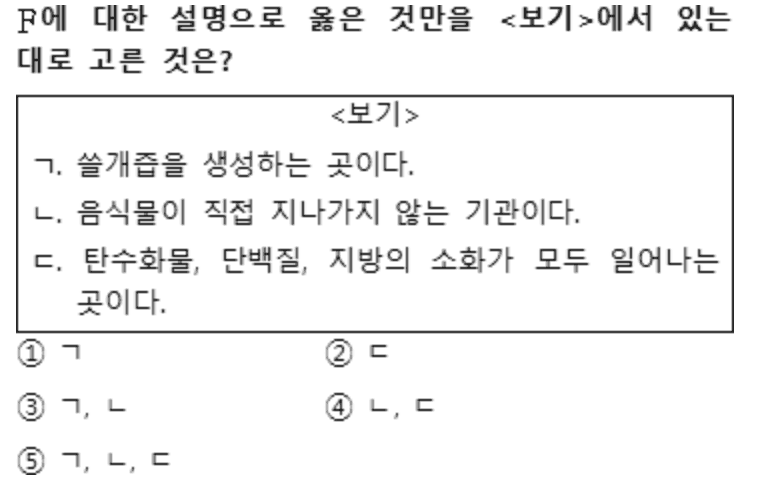 F에 대한 설명으로 옳은 것만을 <보기>에서 있는
대로 고른 것은?
<보기>
ㄱ. 쓸개즙을 생성하는 곳이다.
ㄴ. 음식물이 직접 지나가지 않는 기관이다.
ㄷ. 탄수화물, 단백질, 지방의 소화가 모두 일어나는
곳이다.
① ㄱ ② ㄷ
③ ㄱ, ㄴ ④ ㄴ, ㄷ
⑤ ㄱ, ㄴ, ㄷ